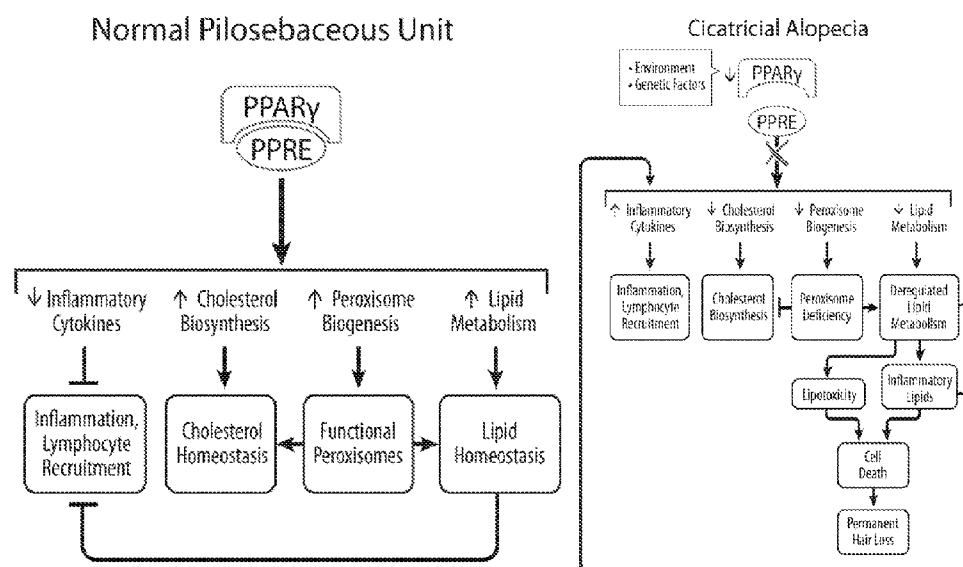 Normal Pilosebaceous Unit
PPARγ
PPRE
↓ Inflammatory
Cytokines
↑ Cholesterol
Biosynthesis
↑ Peroxisome
Biogenesis
↑ Lipid
Metabolism
Inflammation,
Lymphocyte
Recruitment
Cholesterol
Homeostasis
Functional
Peroxisomes
Lipid
Homeostasis
Cicatricial Alopecia
• Environment
• Genetic Factors
↓ PPARγ
PPRE
↑ Inflammatory
Cytokines
↓ Cholesterol
Biosynthesis
↓ Peroxisome
Biogenesis
↓ Lipid
Metabolism
Inflammation,
Lymphocyte
Recruitment
Cholesterol
Biosynthesis
Peroxisome
Deficiency
Deregulated
Lipid
Metabolism
Lipotoxicity
Inflammatory
Lipids
Cell
Death
Permanent
Hair Loss